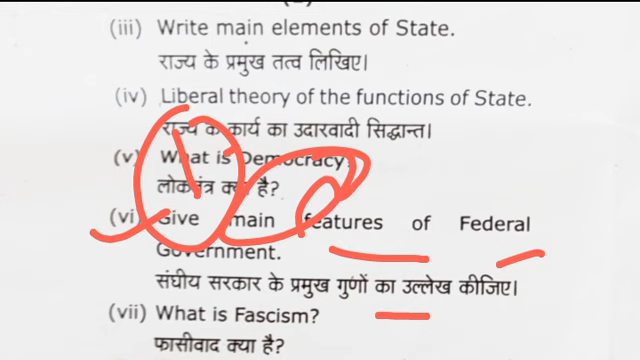 (iii) Write main elements of State.
राज्य के प्रमुख तत्व लिखिए।
(iv) Liberal theory of the functions of State.
राज्य के कार्य का उदारवादी सिद्धान्त।
(v) What is Democracy?
लोकतंत्र क्या है?
(vi) Give main features of Federal
Government.
संघीय सरकार के प्रमुख गुणों का उल्लेख कीजिए।
(vii) What is Fascism?
फासीवाद क्या है?